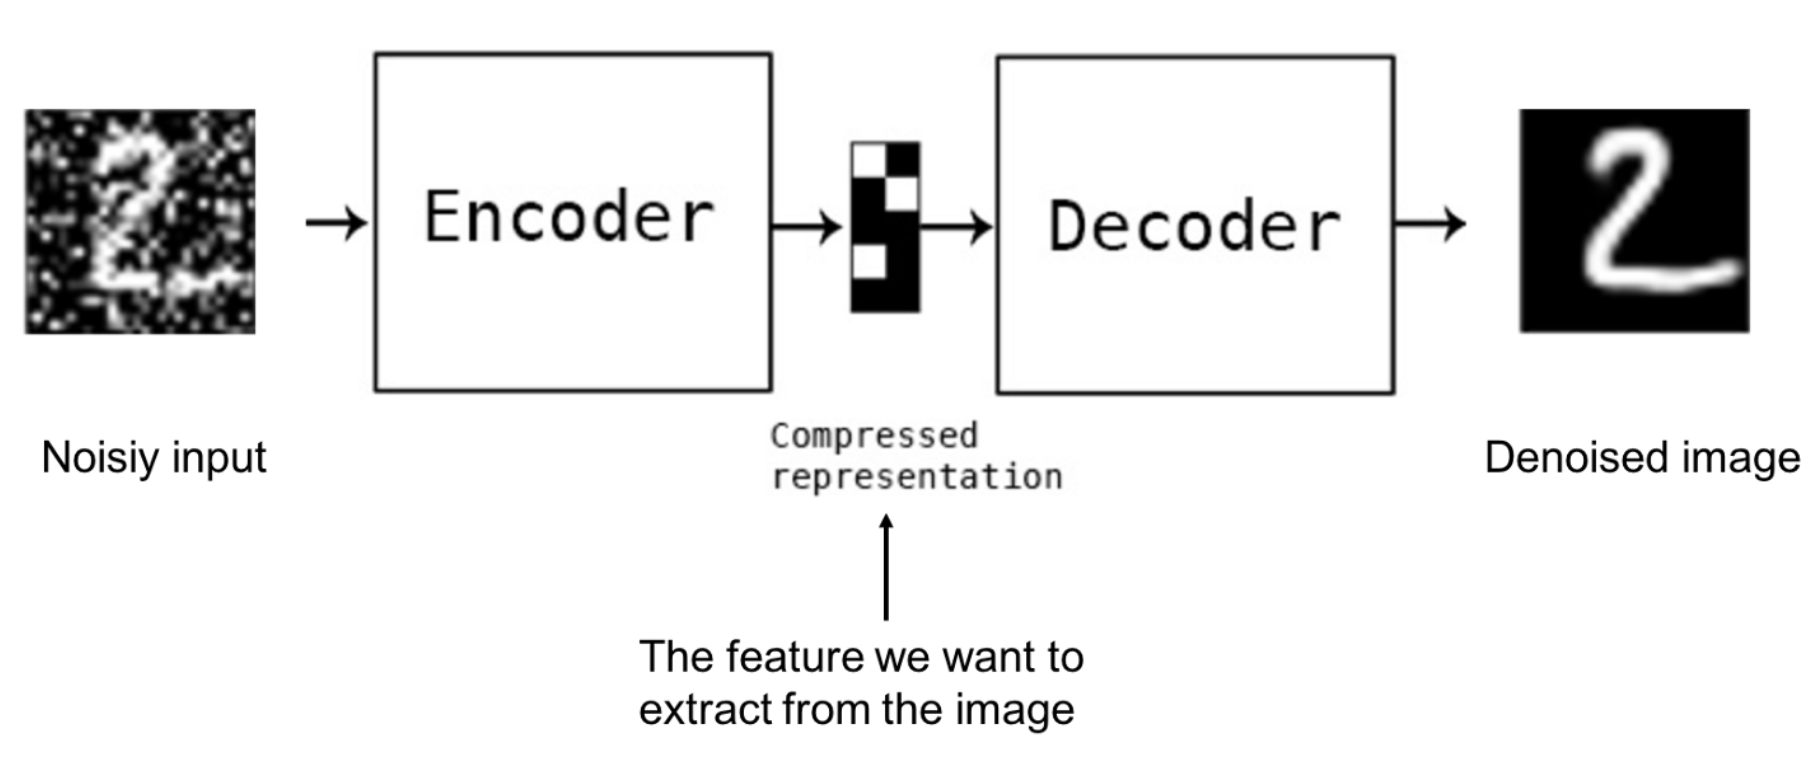 Encoder
Decoder
Noisiy input
Compressed
representation
Denoised image
The feature we want to
extract from the image